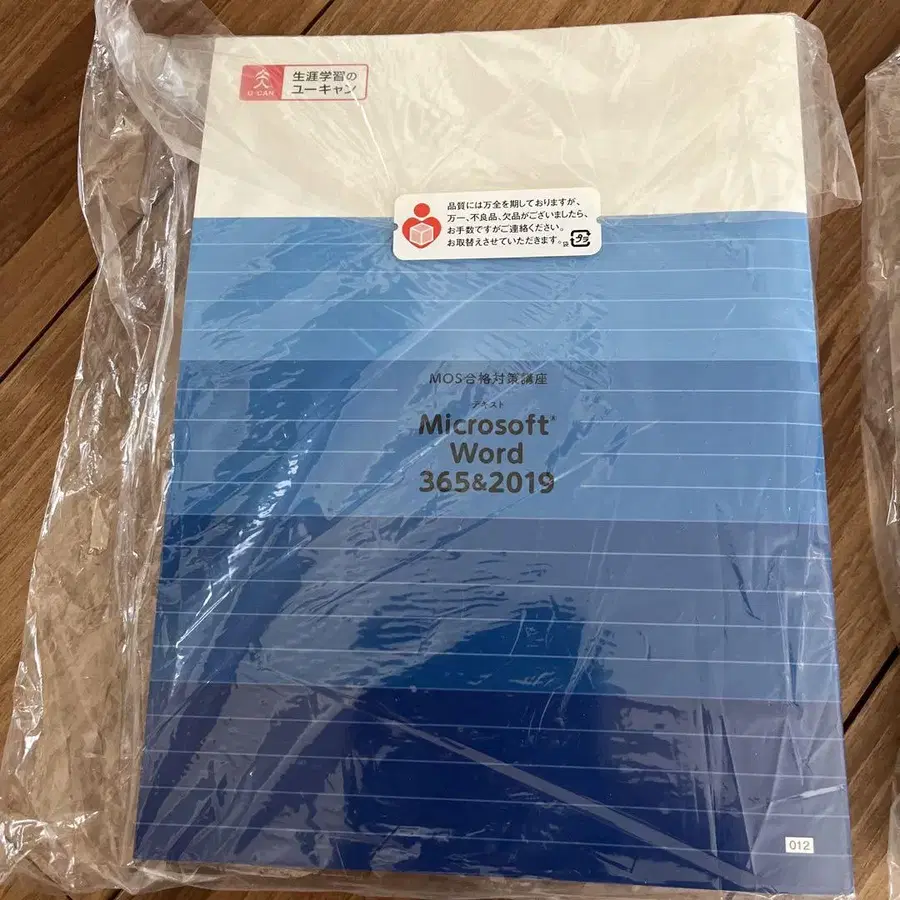 U-CAN
生涯学習の
ユーキャン
品質には万全を期しておりますが、
万一、不良品、欠品がございましたら、
お手数ですがご連絡ください。
お取替えさせていただきます。
袋
プラ
MOS合格対策講座
テキスト
Microsoft®
Word
365&2019
012